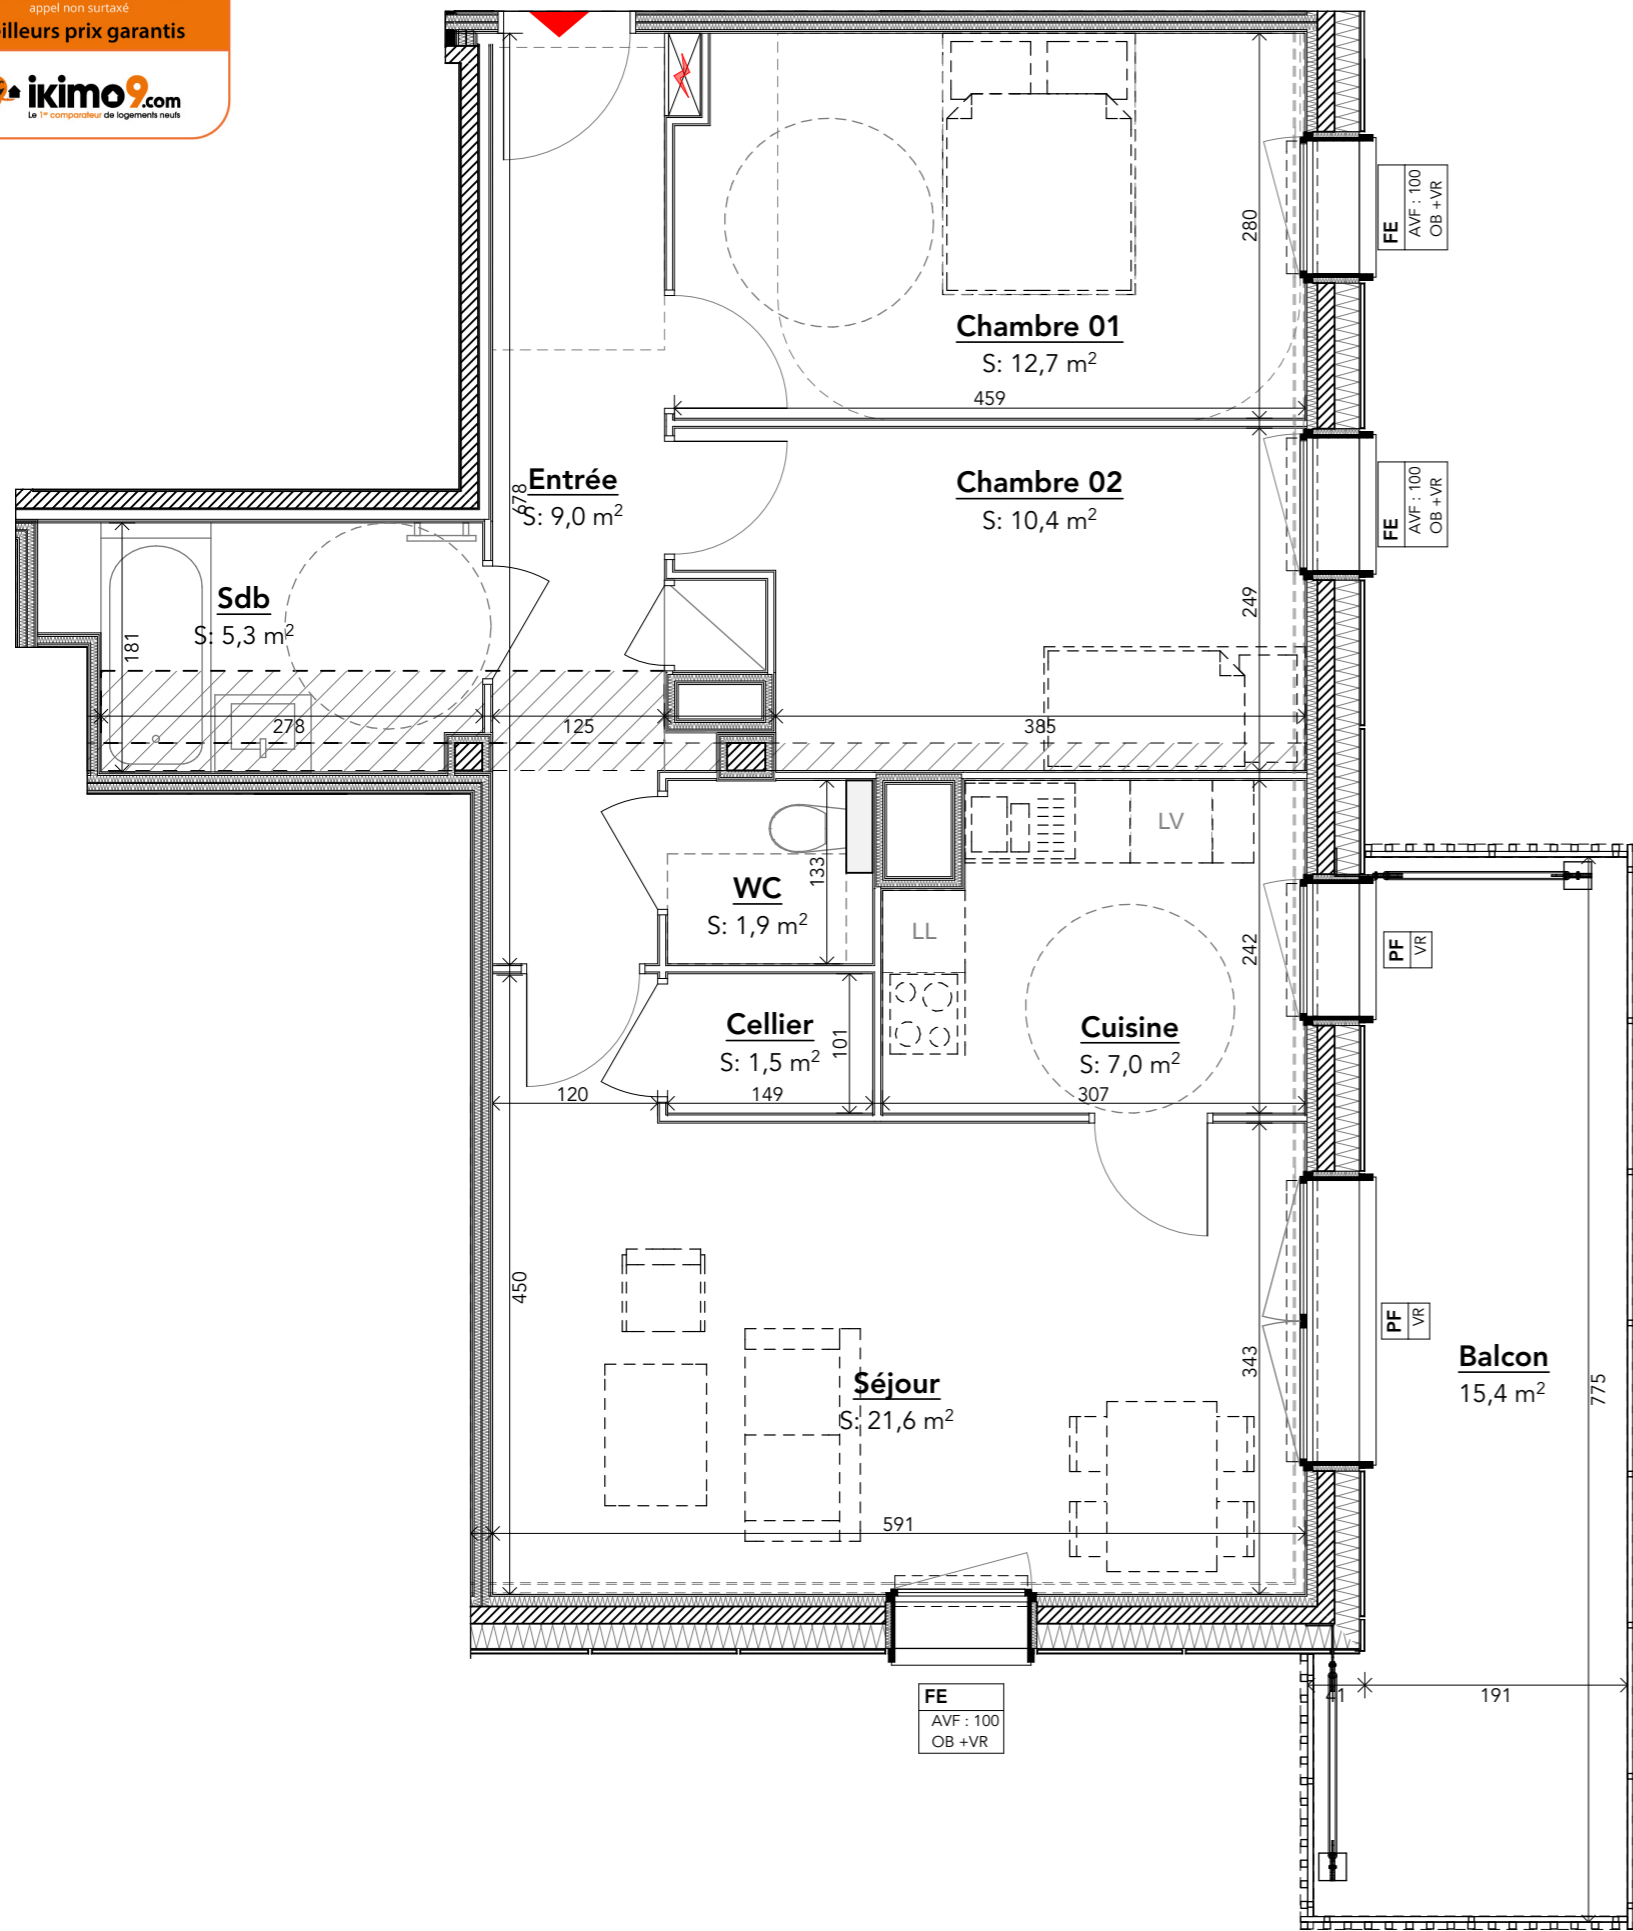 appel non surtaxé
illeurs prix garantis
ikimo9.com
Le 1er comparateur de logements neufs
Chambre 01
S: 12,7 m²
459
280
FE
AVF : 100
OB +VR
Entrée
S: 9,0 m²
678
Chambre 02
S: 10,4 m²
249
385
FE
AVF : 100
OB +VR
Sdb
S: 5,3 m²
181
278
125
WC
S: 1,9 m²
133
LV
LL
Cellier
S: 1,5 m²
101
Cuisine
S: 7,0 m²
242
120
149
307
PF
VR
450
Séjour
S: 21,6 m²
343
591
PF
VR
Balcon
15,4 m²
775
41
191
FE
AVF : 100
OB +VR